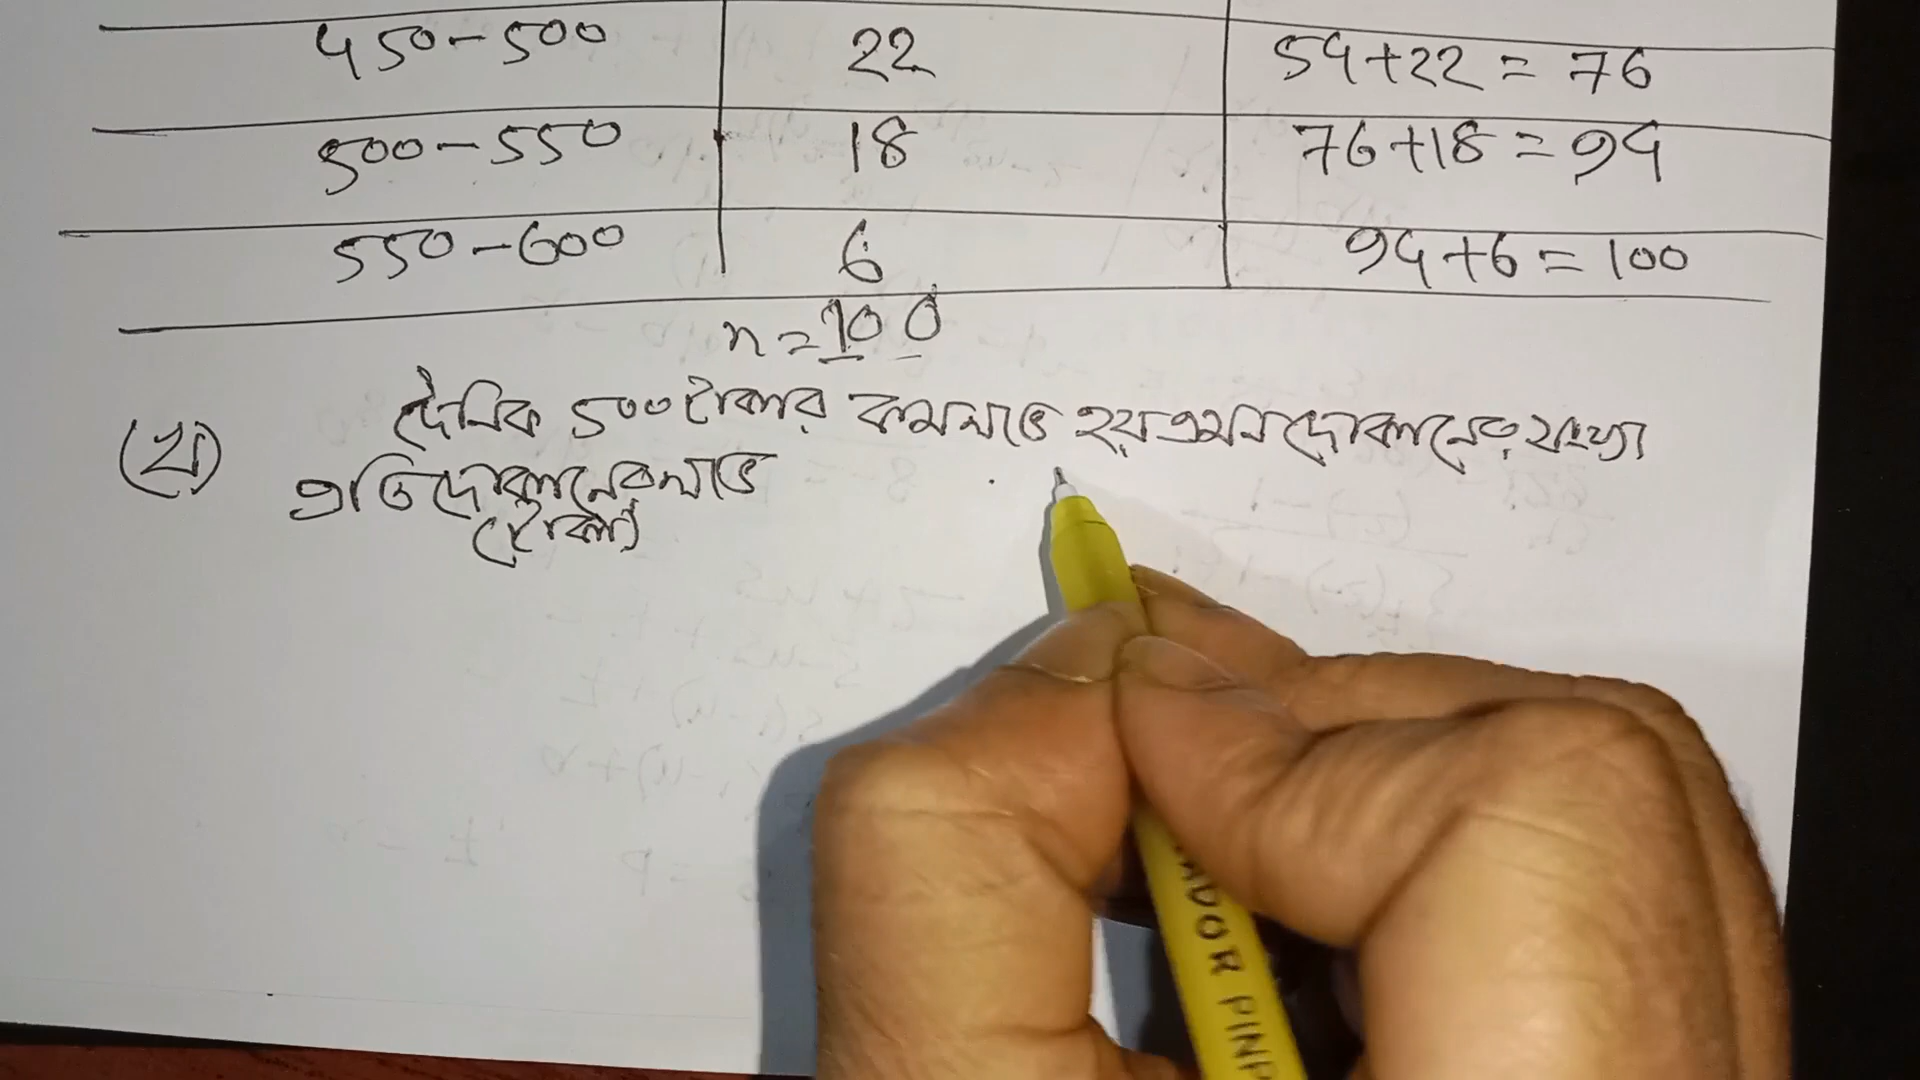 450-500 22 54+22 = 76
500-550 18 76+18 = 94
550-600 6 94+6 = 100
n = 100
(খ) দৈনিক 500 টাকার কম লাভ হয় এমন দোকানের সংখ্যা
প্রতি দোকানের লাভ
(টাকা)